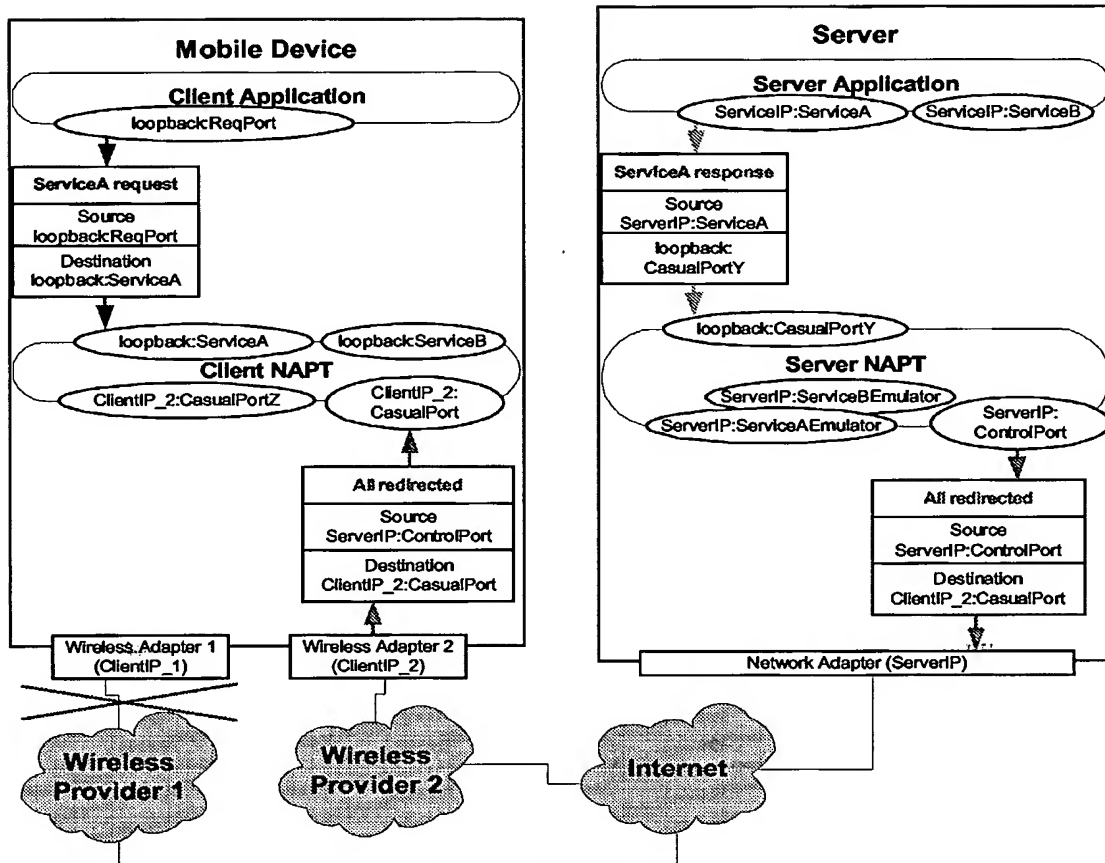 Mobile Device
Client Application
loopback:ReqPort
ServiceA request
Source
loopback:ReqPort
Destination
loopback:ServiceA
loopback:ServiceA
loopback:ServiceB
Client NAPT
ClientIP_2:CasualPortZ
ClientIP_2:
CasualPort
All redirected
Source
ServerIP:ControlPort
Destination
ClientIP_2:CasualPort
Wireless Adapter 1
(ClientIP_1)
Wireless Adapter 2
(ClientIP_2)
Wireless
Provider 1
Wireless
Provider 2
Internet
Server
Server Application
ServiceIP:ServiceA
ServiceIP:ServiceB
ServiceA response
Source
ServerIP:ServiceA
loopback:
CasualPortY
loopback:CasualPortY
Server NAPT
ServerIP:ServiceBEmulator
ServerIP:ServiceAEmulator
ServerIP:
ControlPort
All redirected
Source
ServerIP:ControlPort
Destination
ClientIP_2:CasualPort
Network Adapter (ServerIP)